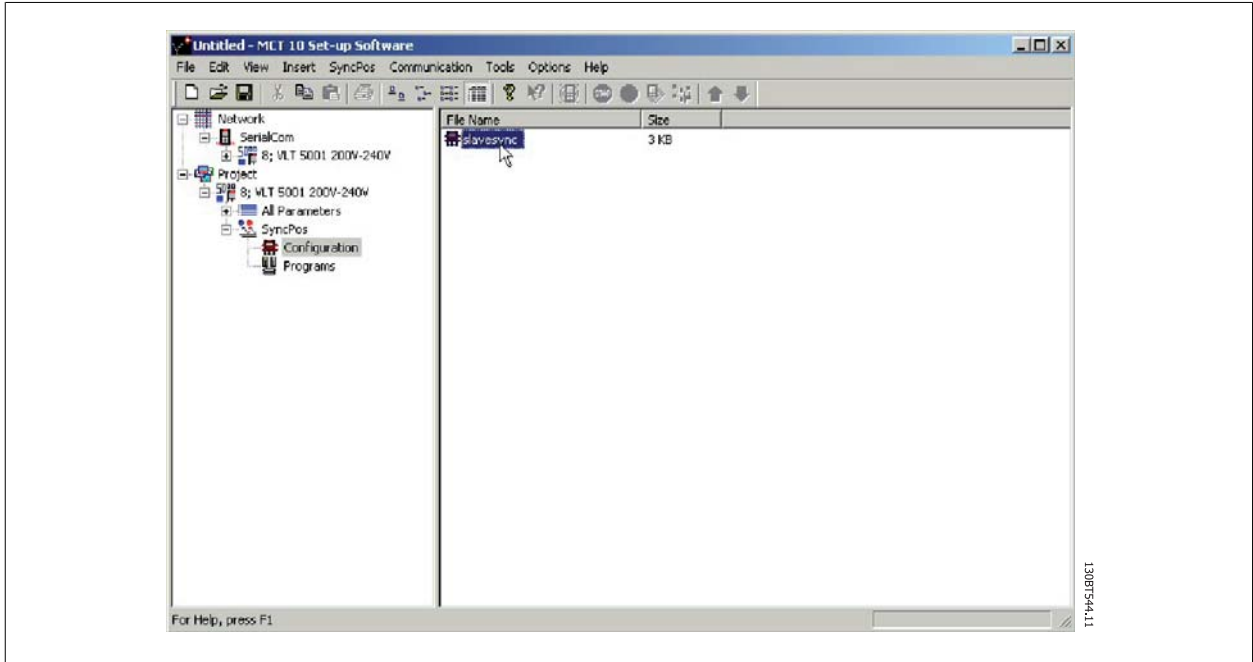 Untitled - MCT 10 Set-up Software
File Edit View Insert SyncPos Communication Tools Options Help
Network
SerialCom
8; VLT 5001 200V-240V
Project
8; VLT 5001 200V-240V
All Parameters
SyncPos
Configuration
Programs
File Name Size
slavesync 3 KB
For Help, press F1
130BT544.11